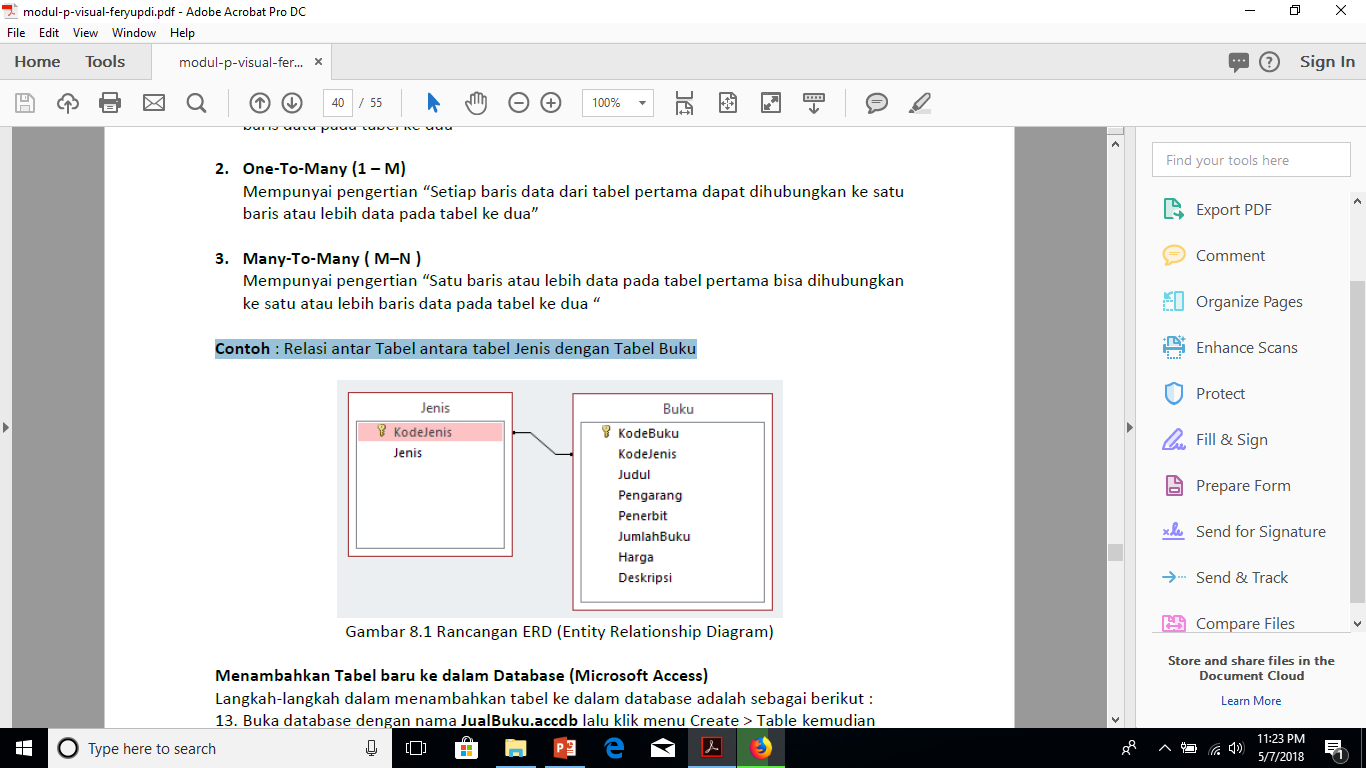 modul-p-visual-feryupdi.pdf - Adobe Acrobat Pro DC
File Edit View Window Help
Home Tools modul-p-visual-fer... × Sign In
40 / 55 100%
baris data pada tabel ke dua
2. One-To-Many (1 – M)
Mempunyai pengertian “Setiap baris data dari tabel pertama dapat dihubungkan ke satu
baris atau lebih data pada tabel ke dua”
3. Many-To-Many ( M–N )
Mempunyai pengertian “Satu baris atau lebih data pada tabel pertama bisa dihubungkan
ke satu atau lebih baris data pada tabel ke dua “
Contoh : Relasi antar Tabel antara tabel Jenis dengan Tabel Buku
Jenis
KodeJenis
Jenis
Buku
KodeBuku
KodeJenis
Judul
Pengarang
Penerbit
JumlahBuku
Harga
Deskripsi
Gambar 8.1 Rancangan ERD (Entity Relationship Diagram)
Menambahkan Tabel baru ke dalam Database (Microsoft Access)
Langkah-langkah dalam menambahkan tabel ke dalam database adalah sebagai berikut :
13. Buka database dengan nama JualBuku.accdb lalu klik menu Create > Table kemudian
Find your tools here
Export PDF
Comment
Organize Pages
Enhance Scans
Protect
Fill & Sign
Prepare Form
Send for Signature
Send & Track
Compare Files
Store and share files in the
Document Cloud
Learn More
Type here to search
11:23 PM
5/7/2018
1